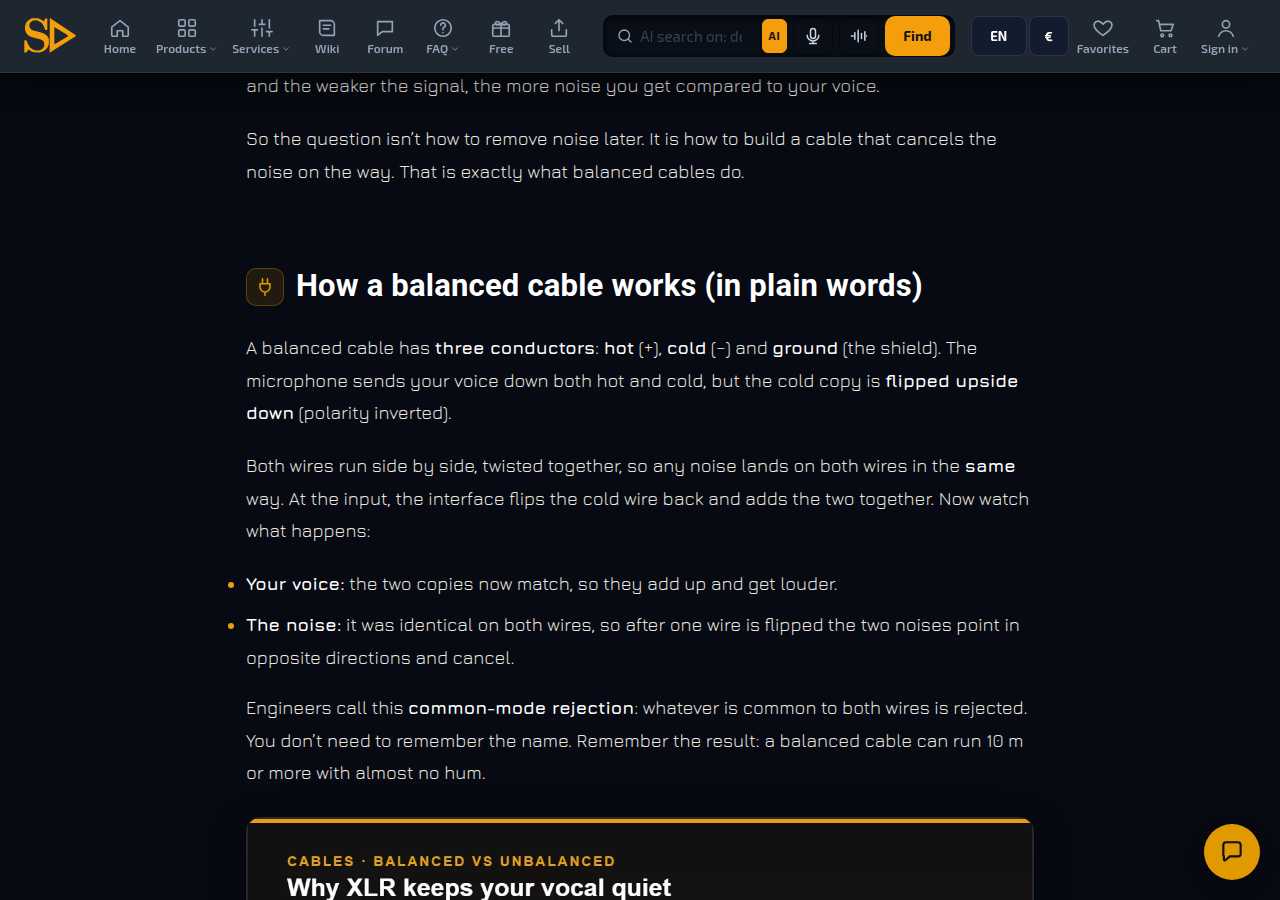 SD
Home
Products
Services
Wiki
Forum
FAQ
Free
Sell
AI search on:
AI
Find
EN
€
Favorites
Cart
Sign in
and the weaker the signal, the more noise you get compared to your voice.
So the question isn't how to remove noise later. It is how to build a cable that cancels the
noise on the way. That is exactly what balanced cables do.
How a balanced cable works (in plain words)
A balanced cable has three conductors: hot (+), cold (−) and ground (the shield). The
microphone sends your voice down both hot and cold, but the cold copy is flipped upside
down (polarity inverted).
Both wires run side by side, twisted together, so any noise lands on both wires in the same
way. At the input, the interface flips the cold wire back and adds the two together. Now watch
what happens:
Your voice: the two copies now match, so they add up and get louder.
The noise: it was identical on both wires, so after one wire is flipped the two noises point in
opposite directions and cancel.
Engineers call this common-mode rejection: whatever is common to both wires is rejected.
You don't need to remember the name. Remember the result: a balanced cable can run 10 m
or more with almost no hum.
CABLES · BALANCED VS UNBALANCED
Why XLR keeps your vocal quiet